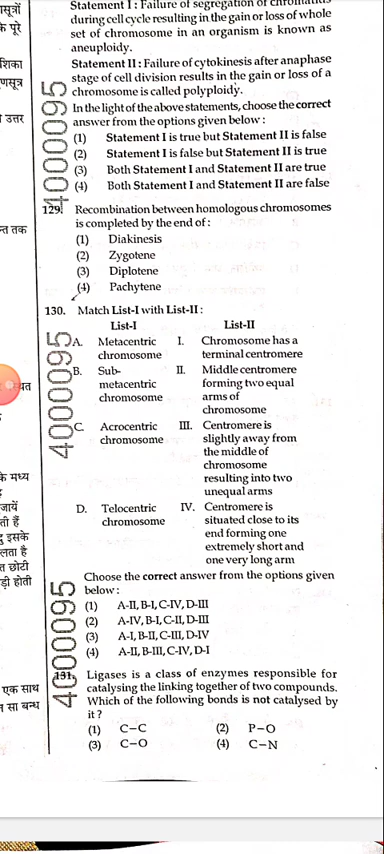 सूत्रों
के पूरे
शिका
णसूत्र
उत्तर
न्त तक
के मध्य
जायें
ती हैं
इसके
लता है
त छोटी
ड़ी होती
एक साथ
सा बन्ध
Statement I : Failure of segregation of chromatids
during cell cycle resulting in the gain or loss of whole
set of chromosome in an organism is known as
aneuploidy.
Statement II : Failure of cytokinesis after anaphase
stage of cell division results in the gain or loss of a
chromosome is called polyploidy.
In the light of the above statements, choose the correct
answer from the options given below :
(1) Statement I is true but Statement II is false
(2) Statement I is false but Statement II is true
(3) Both Statement I and Statement II are true
(4) Both Statement I and Statement II are false
4000095
129. Recombination between homologous chromosomes
is completed by the end of :
(1) Diakinesis
(2) Zygotene
(3) Diplotene
(4) Pachytene
130. Match List-I with List-II :
List-I List-II
A. Metacentric I. Chromosome has a
chromosome terminal centromere
B. Sub- II. Middle centromere
metacentric forming two equal
chromosome arms of
chromosome
C. Acrocentric III. Centromere is
chromosome slightly away from
the middle of
chromosome
resulting into two
unequal arms
D. Telocentric IV. Centromere is
chromosome situated close to its
end forming one
extremely short and
one very long arm
4000095
Choose the correct answer from the options given
below :
(1) A-II, B-I, C-IV, D-III
(2) A-IV, B-I, C-II, D-III
(3) A-I, B-II, C-III, D-IV
(4) A-II, B-III, C-IV, D-I
4000095
131. Ligases is a class of enzymes responsible for
catalysing the linking together of two compounds.
Which of the following bonds is not catalysed by
it ?
(1) C–C (2) P–O
(3) C–O (4) C–N